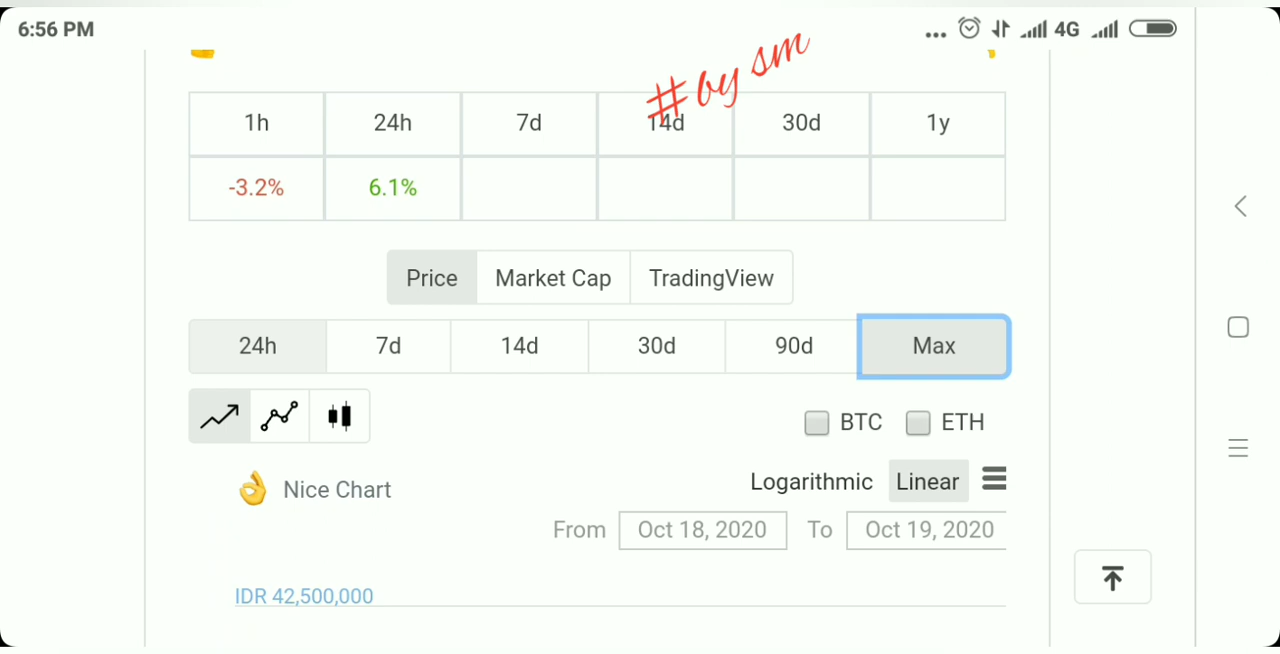 6:56 PM 4G
#by sm
1h 24h 7d 14d 30d 1y
-3.2% 6.1%
Price Market Cap TradingView
24h 7d 14d 30d 90d Max
BTC ETH
Nice Chart Logarithmic Linear
From Oct 18, 2020 To Oct 19, 2020
IDR 42,500,000